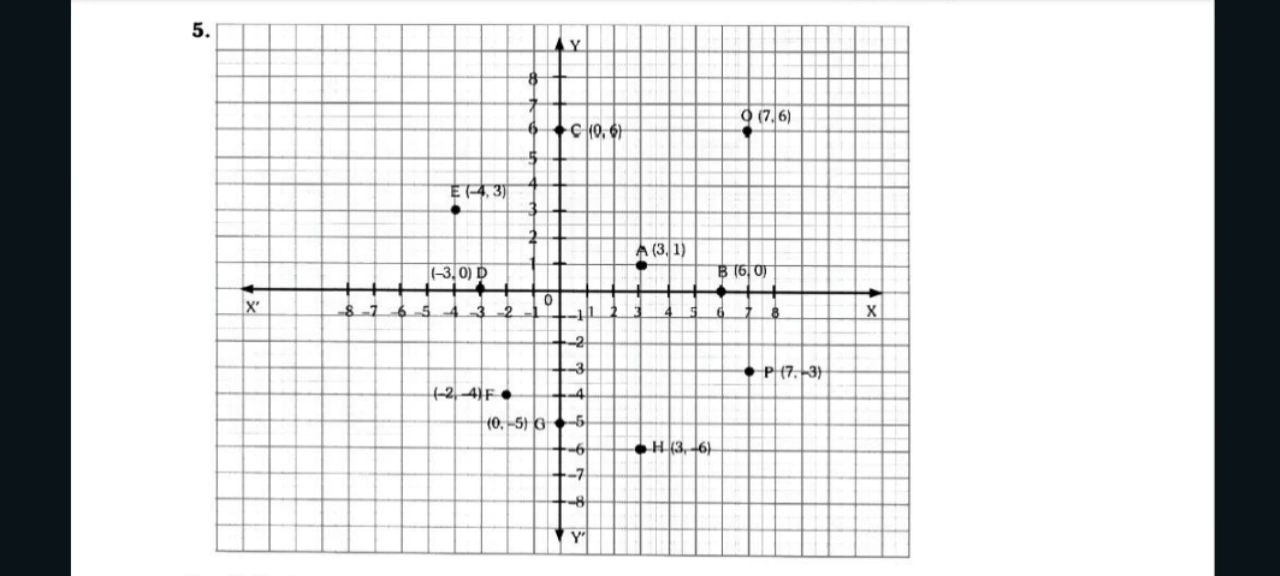 5.
Y
8
7
Q (7, 6)
6 C (0, 6)
5
E (–4, 3) 4
3
2
A (3, 1)
1
(–3, 0) D
B (6, 0)
0
X' –8 –7 –6 –5 –4 –3 –2 –1 –1 1 2 3 4 5 6 7 8 X
–2
–3
P (7, –3)
(–2, –4) F –4
(0, –5) G –5
–6 H (3, –6)
–7
–8
Y'